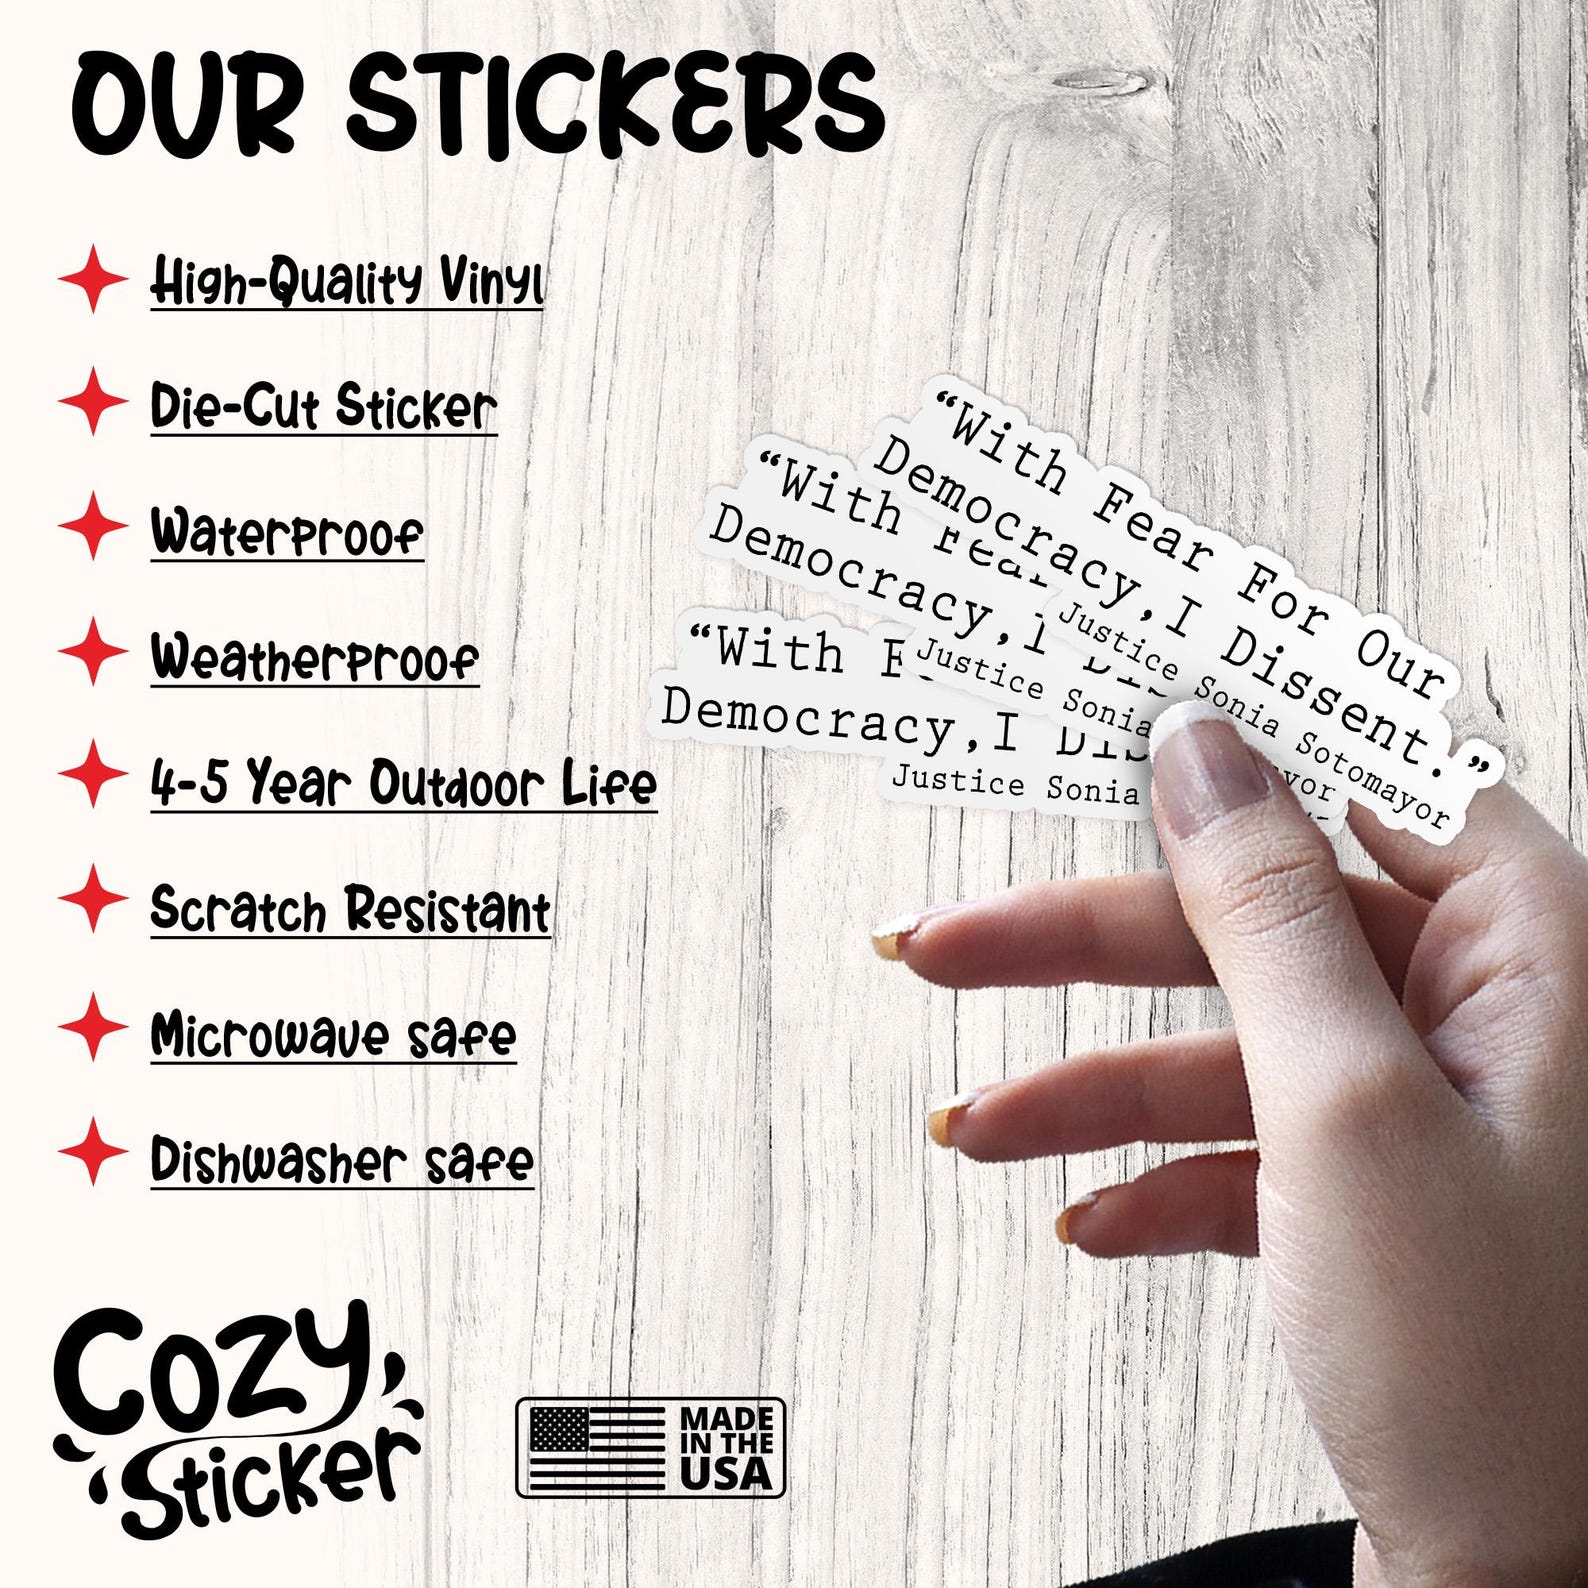 OUR STICKERS
High-Quality Vinyl
Die-Cut Sticker
Waterproof
Weatherproof
4-5 Year Outdoor Life
Scratch Resistant
Microwave safe
Dishwasher safe
“With Fear For Our
Democracy,I Dissent.”
Justice Sonia Sotomayor
“With Fear
Democracy,I
Justice Sonia
“With
Democracy,I
Justice Sonia
Cozy
Sticker
MADE
IN THE
USA